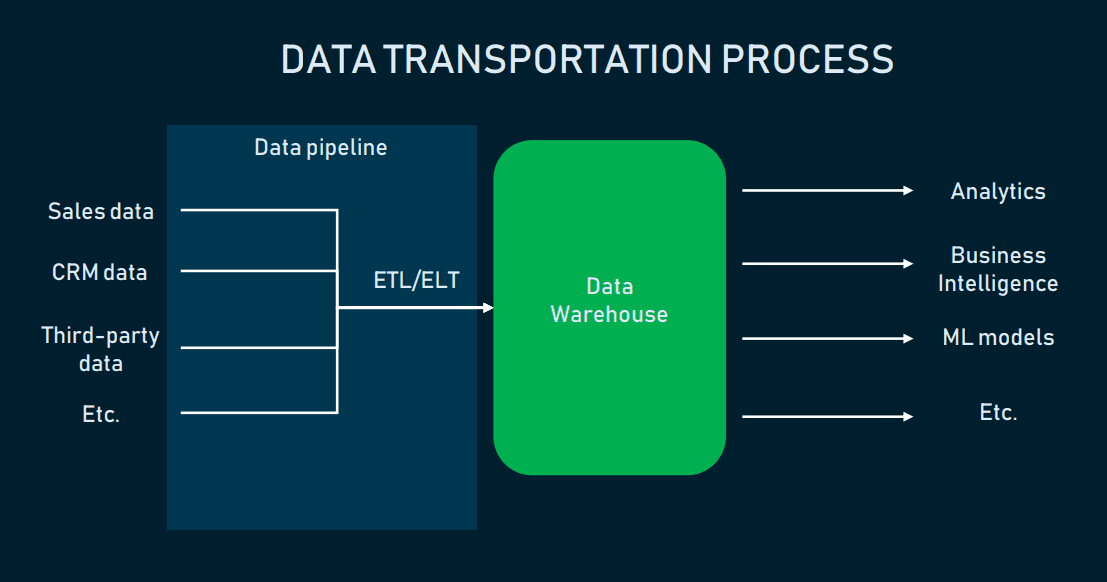 DATA TRANSPORTATION PROCESS
Data pipeline
Sales data
CRM data
Third-party
data
Etc.
ETL/ELT
Data
Warehouse
Analytics
Business
Intelligence
ML models
Etc.